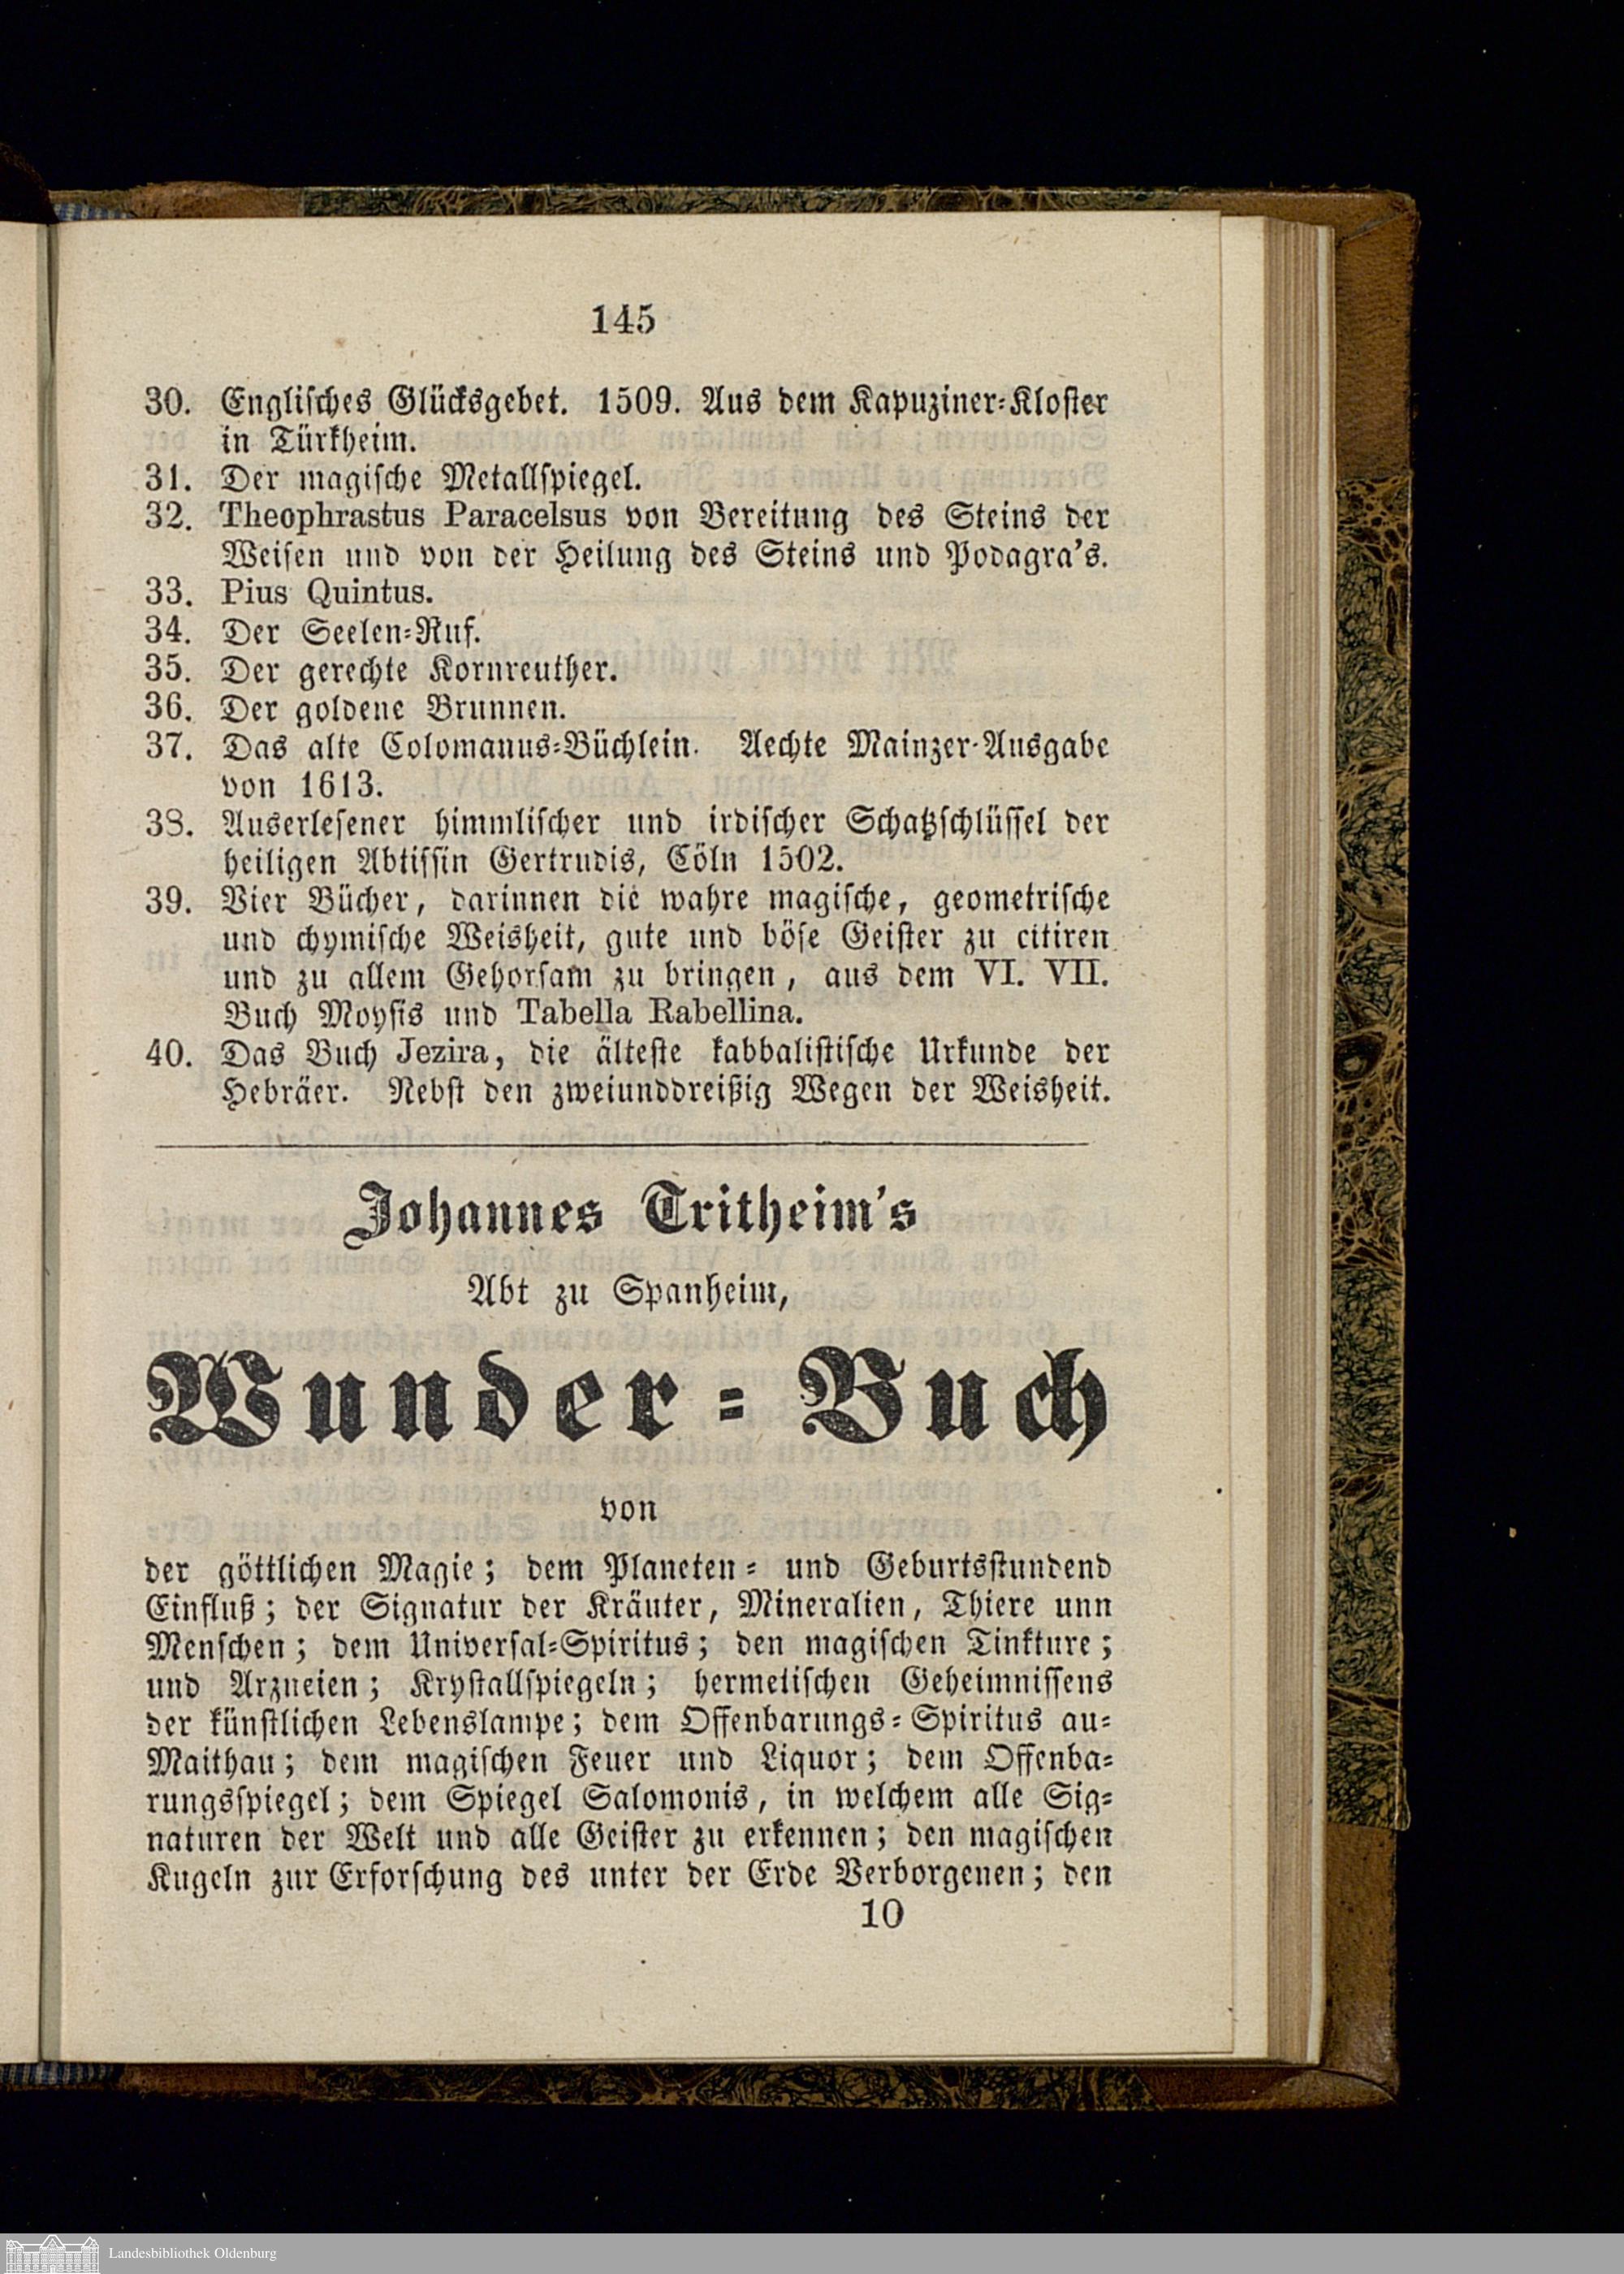 145
30. Englisches Glücksgebet. 1509. Aus dem Kapuziner-Kloster
in Türkheim.
31. Der magische Metallspiegel.
32. Theophrastus Paracelsus von Bereitung des Steins der
Weisen und von der Heilung des Steins und Podagra's.
33. Pius Quintus.
34. Der Seelen-Ruf.
35. Der gerechte Kornreuther.
36. Der goldene Brunnen.
37. Das alte Colomanus-Büchlein. Aechte Mainzer-Ausgabe
von 1613.
38. Auserlesener himmlischer und irdischer Schatzschlüssel der
heiligen Abtissin Gertrudis, Cöln 1502.
39. Vier Bücher, darinnen die wahre magische, geometrische
und chymische Weisheit, gute und böse Geister zu citiren
und zu allem Gehorsam zu bringen, aus dem VI. VII.
Buch Moysis und Tabella Rabellina.
40. Das Buch Jezira, die älteste kabbalistische Urkunde der
Hebräer. Nebst den zweiunddreißig Wegen der Weisheit.
Johannes Tritheim's
Abt zu Spanheim,
Wunder-Buch
von
der göttlichen Magie; dem Planeten- und Geburtsstundend
Einfluß; der Signatur der Kräuter, Mineralien, Thiere unn
Menschen; dem Universal-Spiritus; den magischen Tinkture;
und Arzneien; Krystallspiegeln; hermetischen Geheimnissens
der künstlichen Lebenslampe; dem Offenbarungs-Spiritus au-
Maithau; dem magischen Feuer und Liquor; dem Offenba-
rungsspiegel; dem Spiegel Salomonis, in welchem alle Sig-
naturen der Welt und alle Geister zu erkennen; den magischen
Kugeln zur Erforschung des unter der Erde Verborgenen; den
10
Landesbibliothek Oldenburg